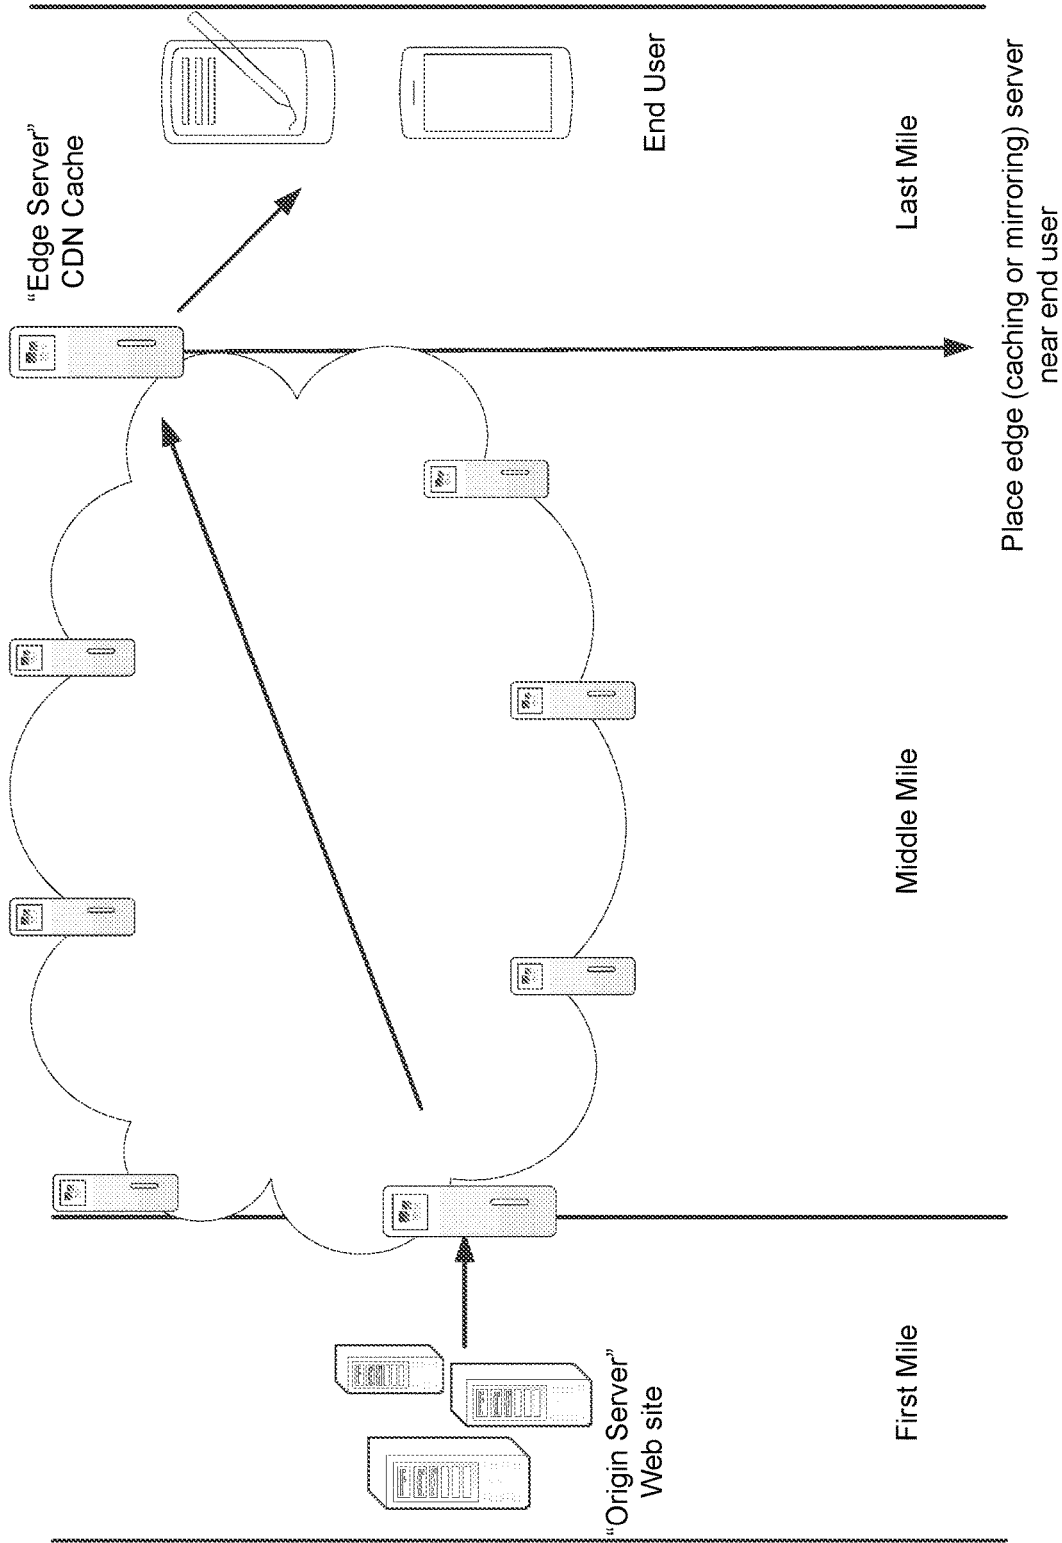 "Edge Server"
CDN Cache
End User
"Origin Server"
Web site
First Mile
Middle Mile
Last Mile
Place edge (caching or mirroring) server
near end user